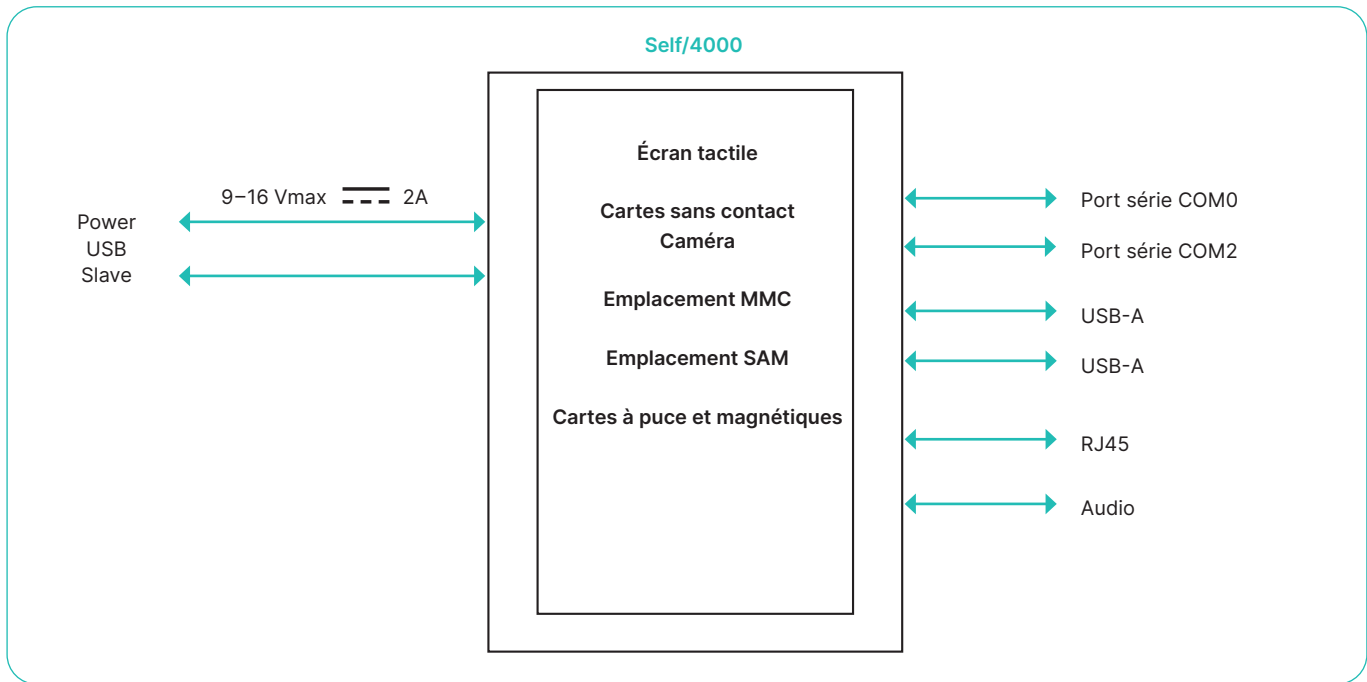 Self/4000
9–16 Vmax 2A
Power
USB
Slave
Écran tactile
Cartes sans contact
Caméra
Emplacement MMC
Emplacement SAM
Cartes à puce et magnétiques
Port série COM0
Port série COM2
USB-A
USB-A
RJ45
Audio